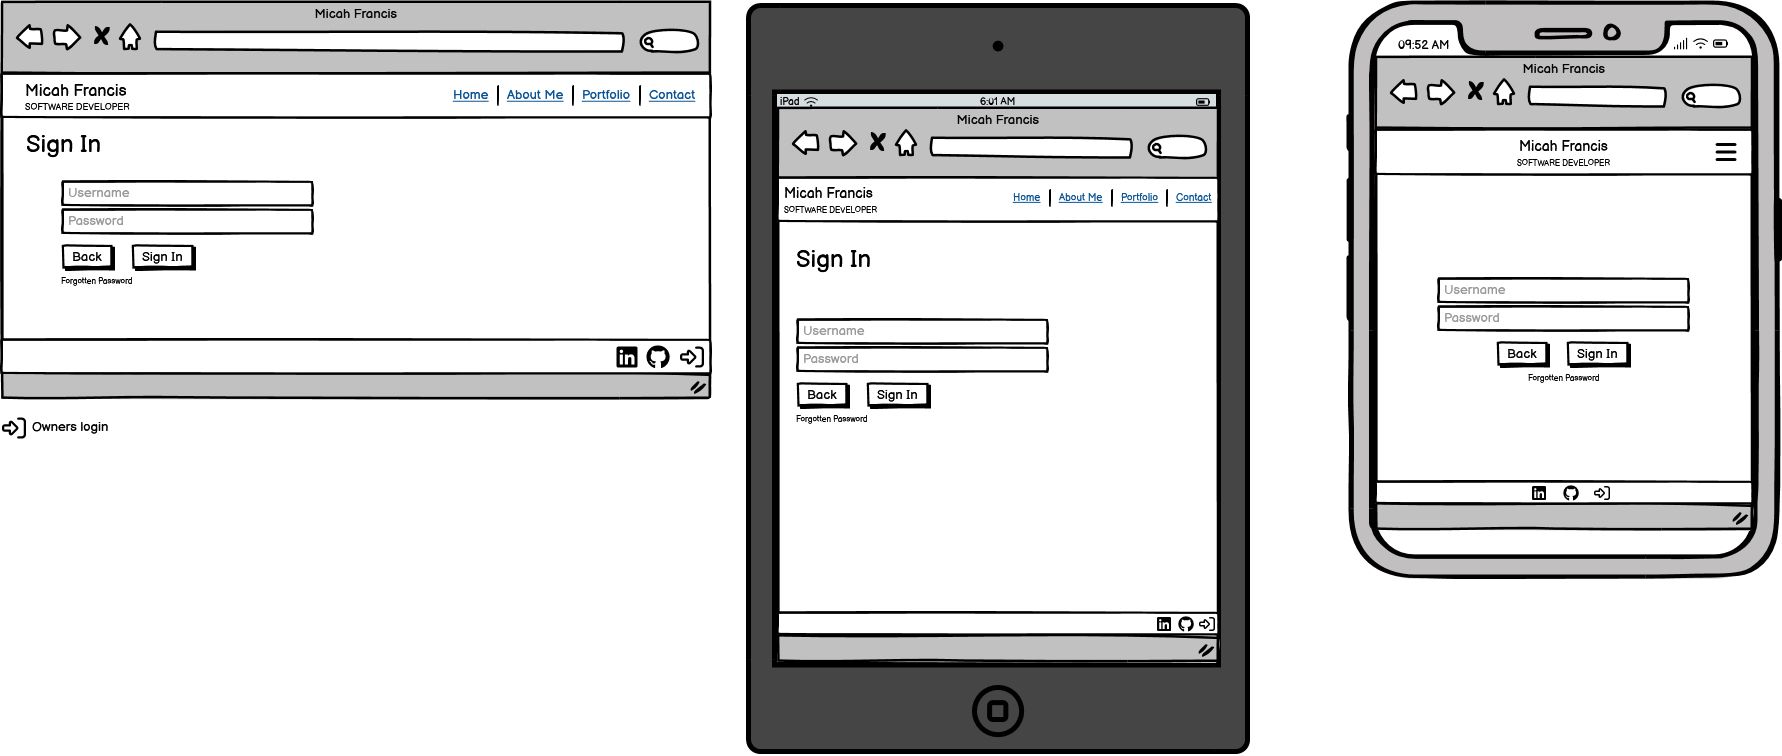 Micah Francis
Micah Francis
SOFTWARE DEVELOPER
Home
About Me
Portfolio
Contact
Sign In
Username
Password
Back
Sign In
Forgotten Password
in
Owners login
iPad
6:01 AM
Micah Francis
Micah Francis
SOFTWARE DEVELOPER
Home
About Me
Portfolio
Contact
Sign In
Username
Password
Back
Sign In
Forgotten Password
in
09:52 AM
Micah Francis
Micah Francis
SOFTWARE DEVELOPER
Username
Password
Back
Sign In
Forgotten Password
in